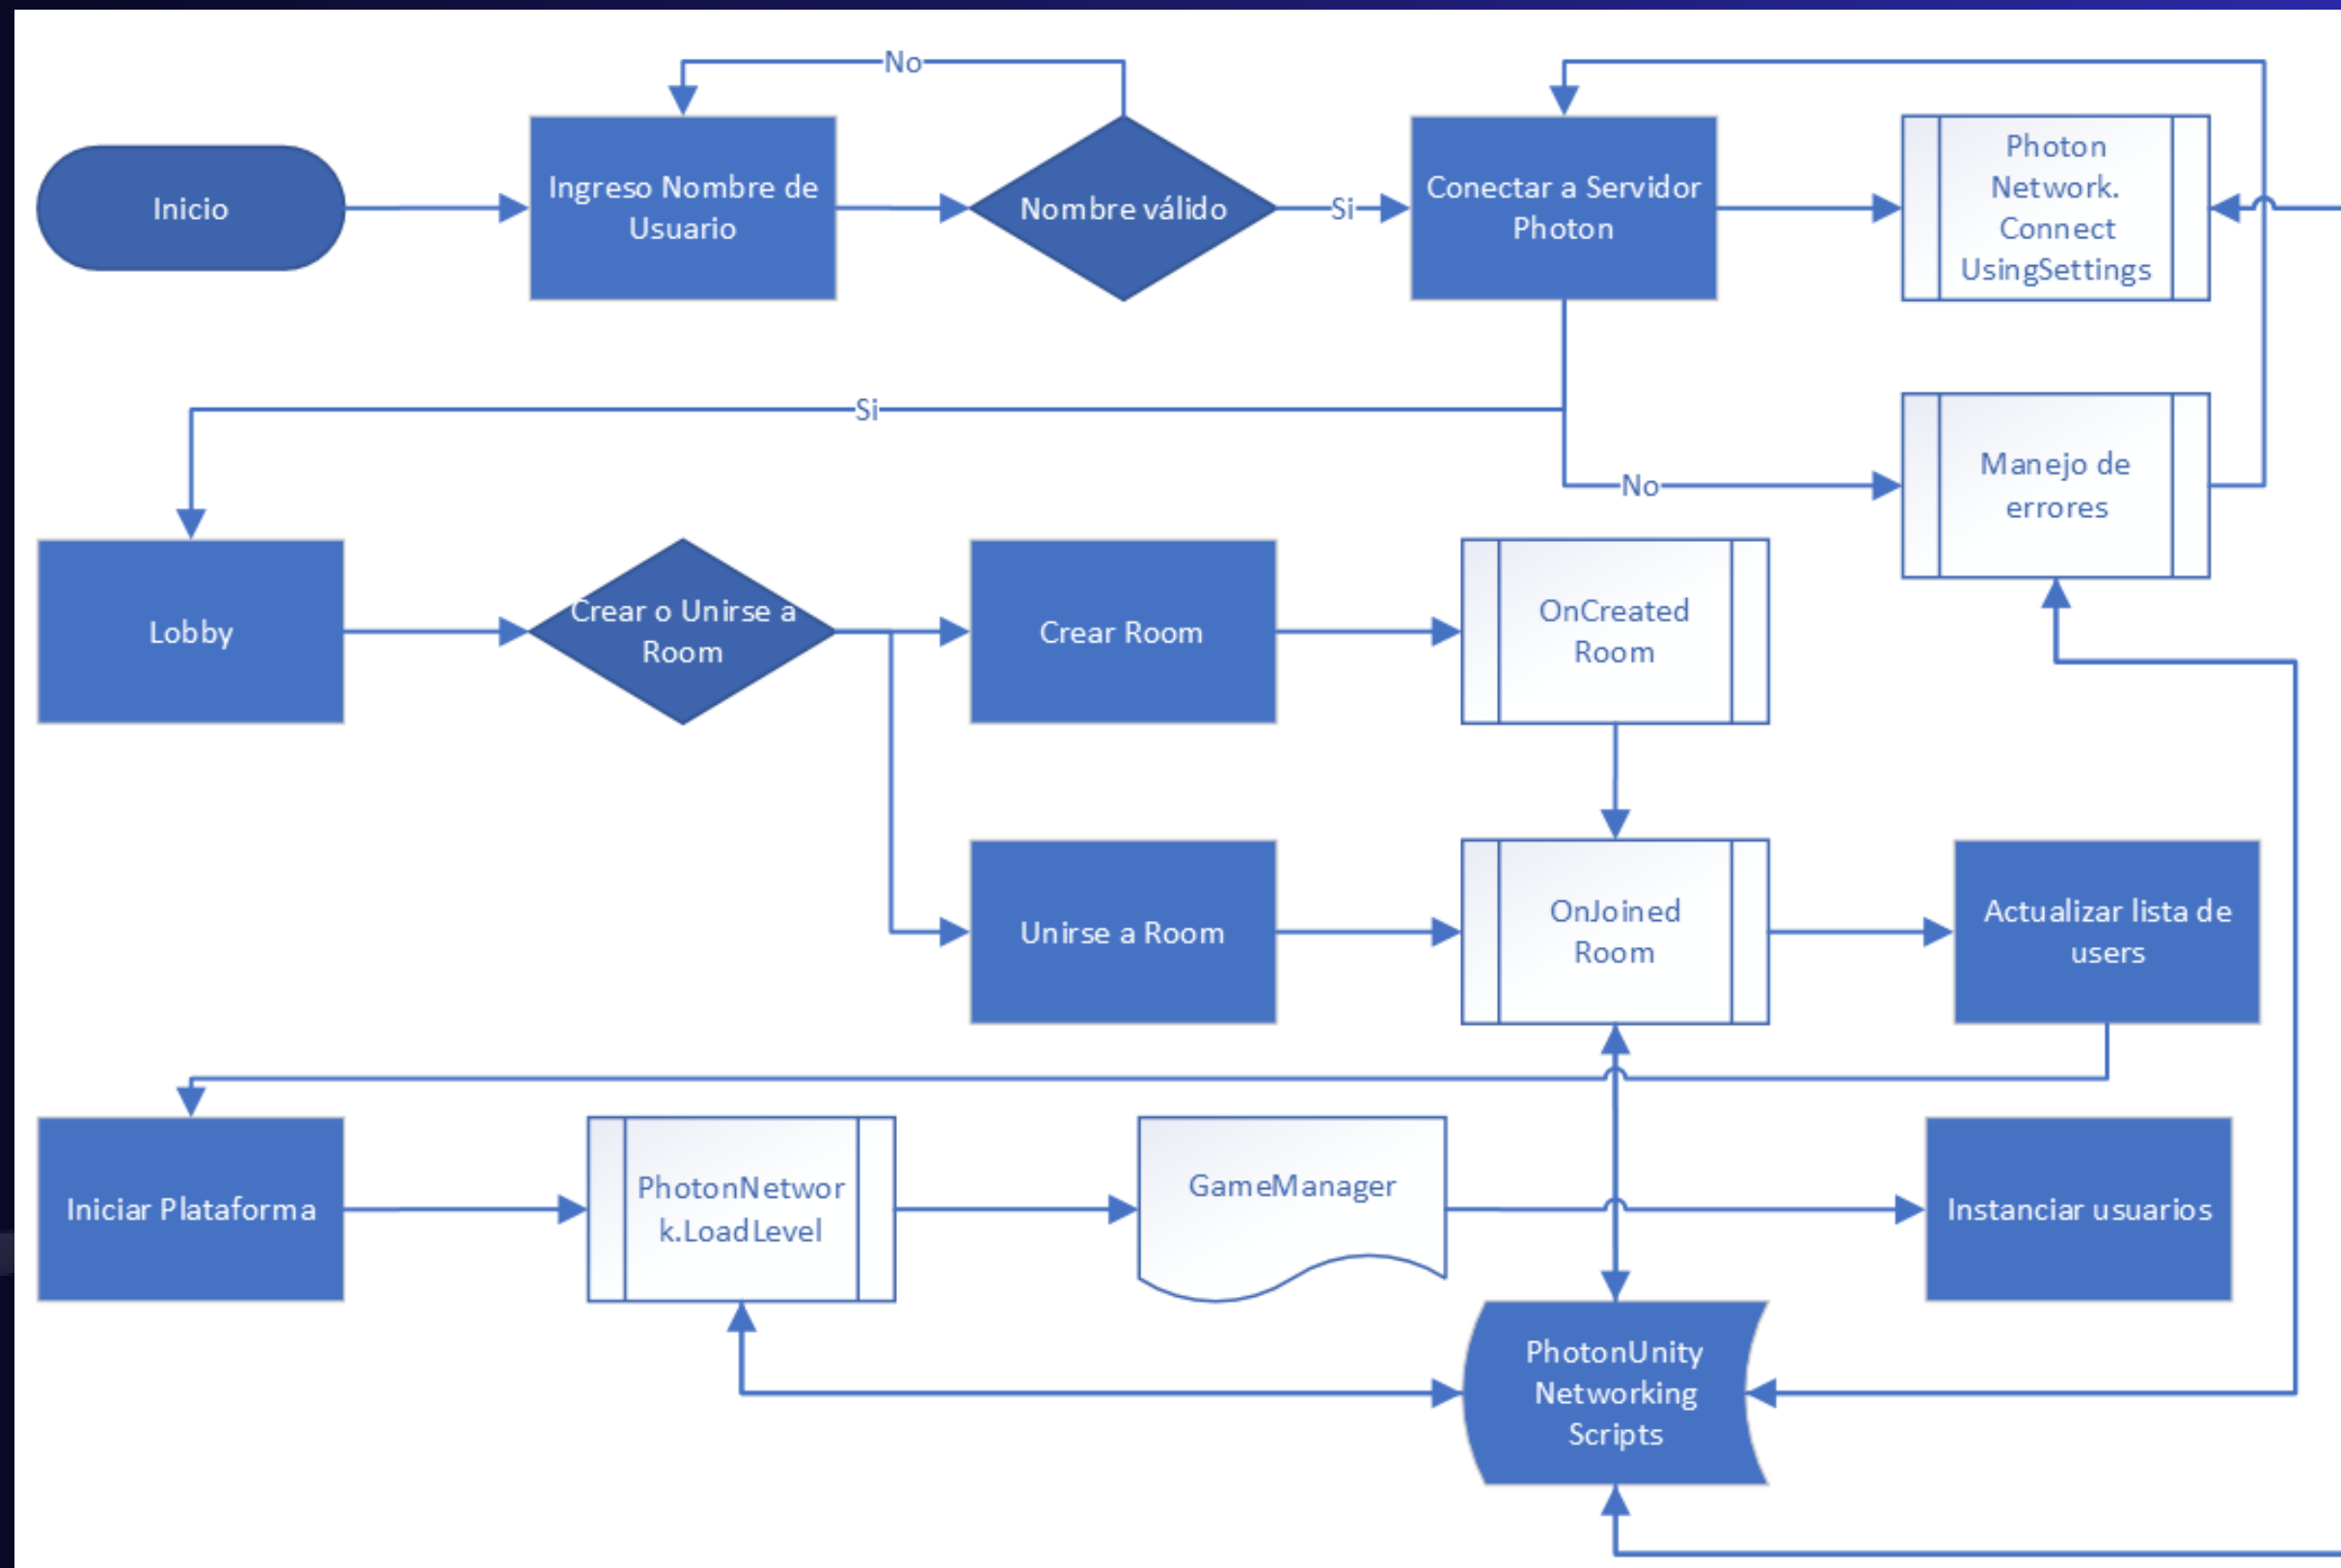 No
Inicio
Ingreso Nombre de
Usuario
Nombre válido
Si
Conectar a Servidor
Photon
Photon
Network.
Connect
UsingSettings
Si
No
Manejo de
errores
Lobby
Crear o Unirse a
Room
Crear Room
OnCreated
Room
Unirse a Room
OnJoined
Room
Actualizar lista de
users
Iniciar Plataforma
PhotonNetwor
k.LoadLevel
GameManager
Instanciar usuarios
PhotonUnity
Networking
Scripts